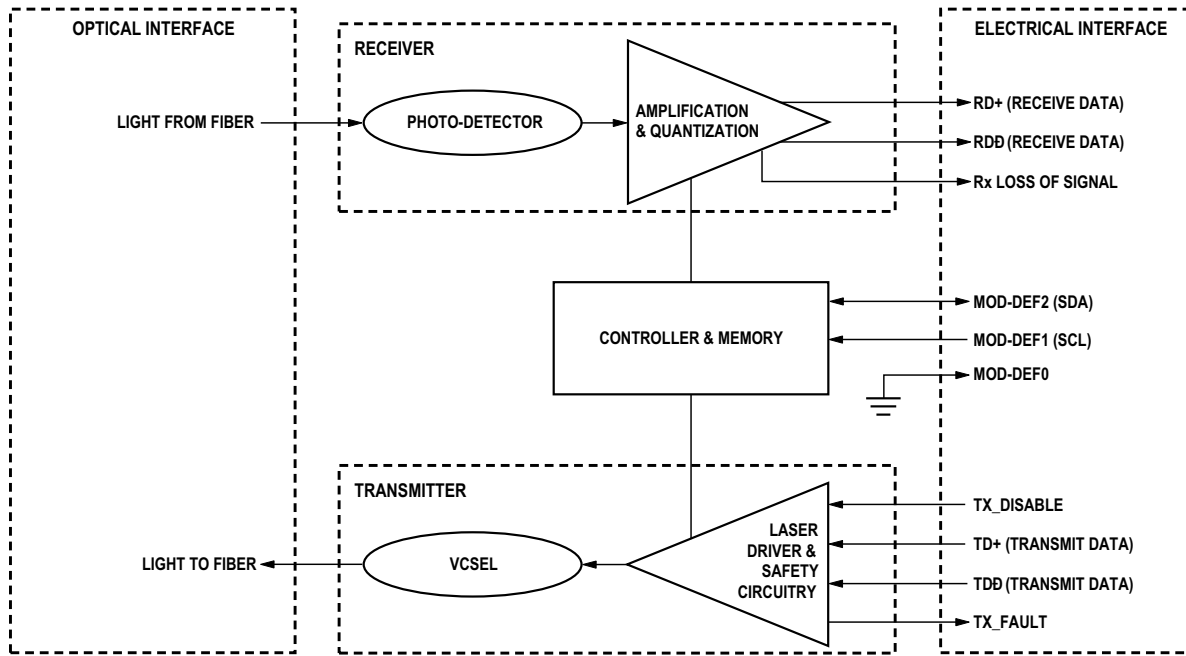 OPTICAL INTERFACE
ELECTRICAL INTERFACE
RECEIVER
LIGHT FROM FIBER
PHOTO-DETECTOR
AMPLIFICATION
& QUANTIZATION
RD+ (RECEIVE DATA)
RDĐ (RECEIVE DATA)
Rx LOSS OF SIGNAL
CONTROLLER & MEMORY
MOD-DEF2 (SDA)
MOD-DEF1 (SCL)
MOD-DEF0
TRANSMITTER
LIGHT TO FIBER
VCSEL
LASER
DRIVER &
SAFETY
CIRCUITRY
TX_DISABLE
TD+ (TRANSMIT DATA)
TDĐ (TRANSMIT DATA)
TX_FAULT